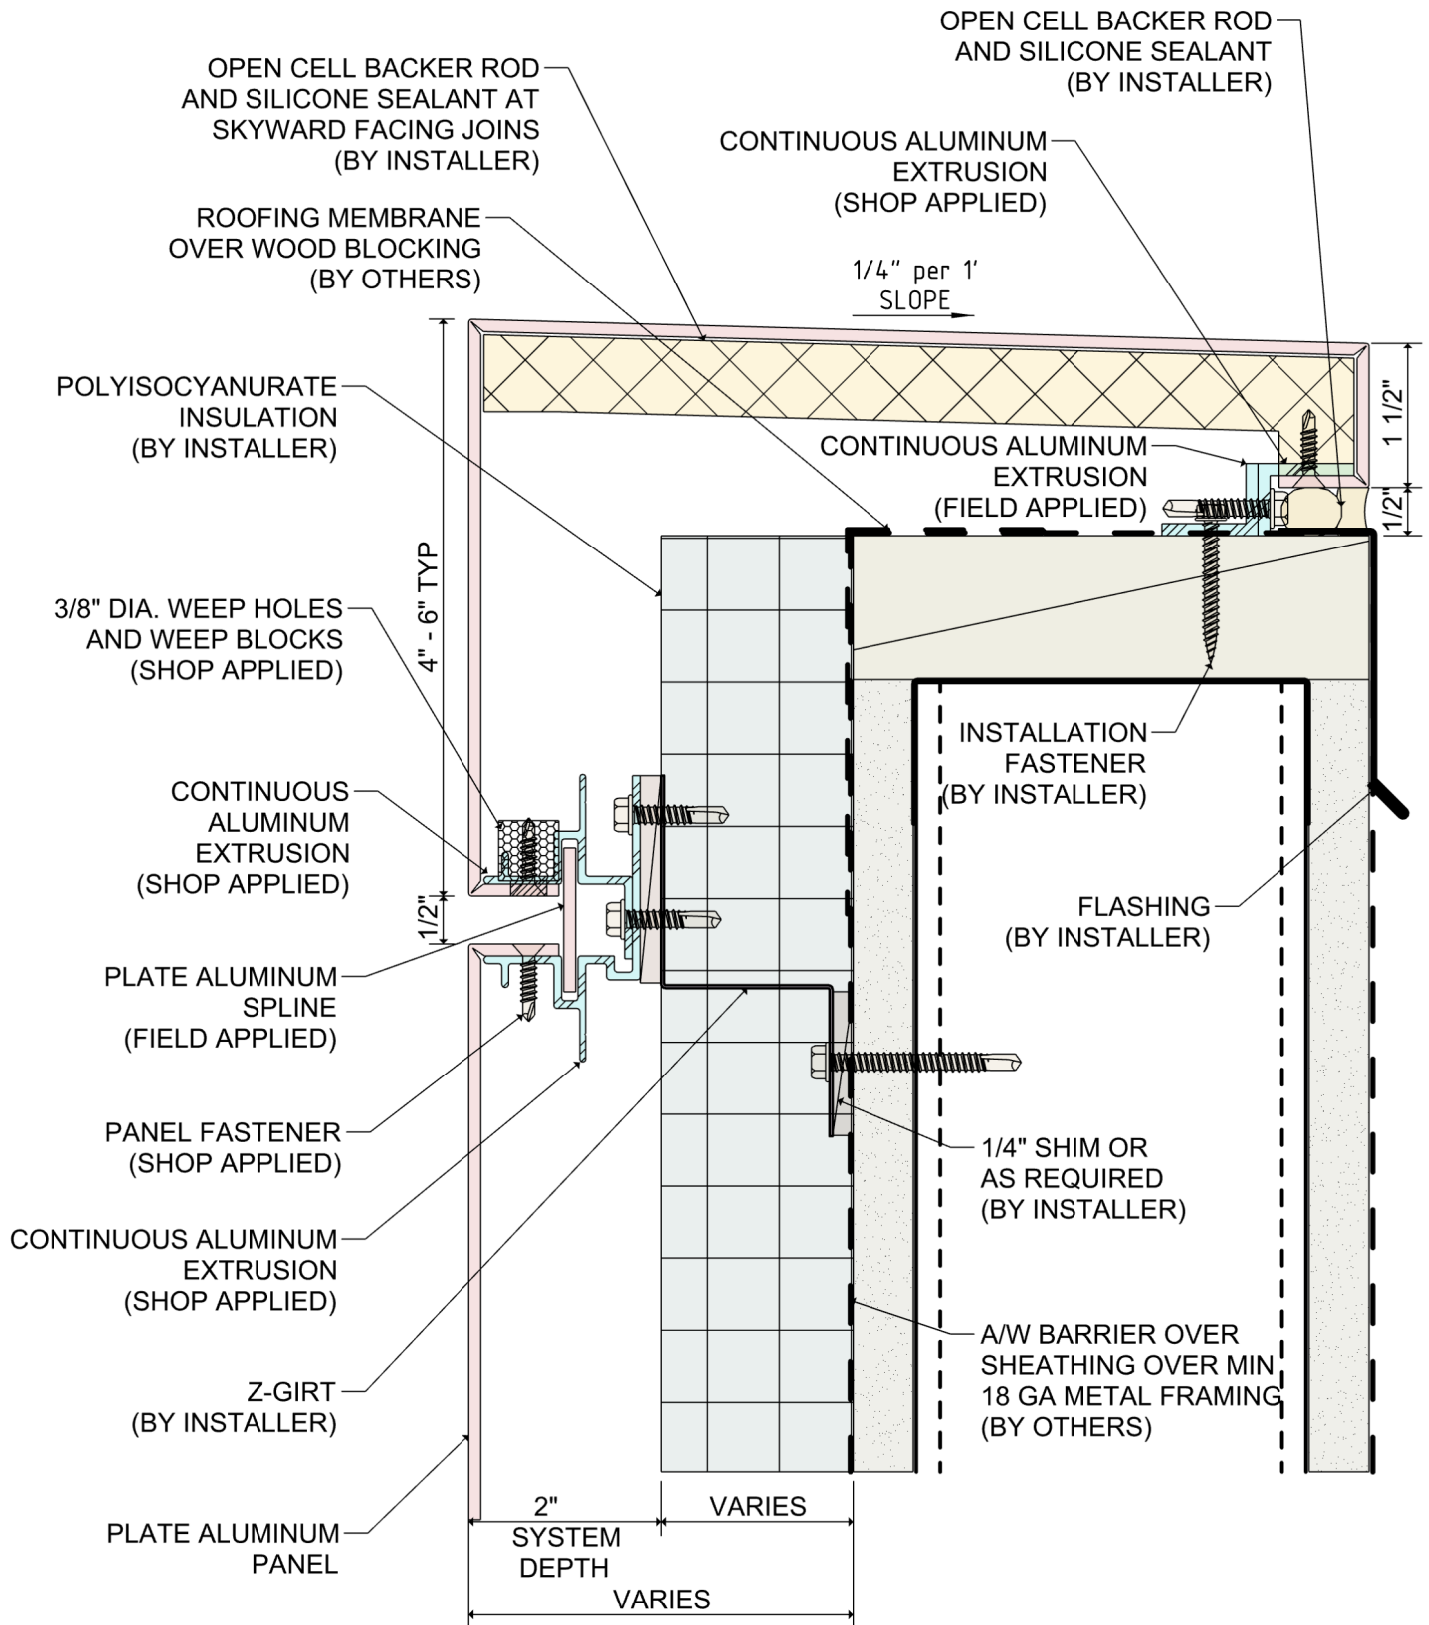 OPEN CELL BACKER ROD
AND SILICONE SEALANT
(BY INSTALLER)
OPEN CELL BACKER ROD
AND SILICONE SEALANT AT
SKYWARD FACING JOINS
(BY INSTALLER)
CONTINUOUS ALUMINUM
EXTRUSION
(SHOP APPLIED)
ROOFING MEMBRANE
OVER WOOD BLOCKING
(BY OTHERS)
1/4" per 1'
SLOPE
POLYISOCYANURATE
INSULATION
(BY INSTALLER)
1 1/2"
CONTINUOUS ALUMINUM
EXTRUSION
(FIELD APPLIED)
1/2"
4" - 6" TYP
3/8" DIA. WEEP HOLES
AND WEEP BLOCKS
(SHOP APPLIED)
INSTALLATION
FASTENER
(BY INSTALLER)
CONTINUOUS
ALUMINUM
EXTRUSION
(SHOP APPLIED)
1/2"
FLASHING
(BY INSTALLER)
PLATE ALUMINUM
SPLINE
(FIELD APPLIED)
PANEL FASTENER
(SHOP APPLIED)
1/4" SHIM OR
AS REQUIRED
(BY INSTALLER)
CONTINUOUS ALUMINUM
EXTRUSION
(SHOP APPLIED)
A/W BARRIER OVER
SHEATHING OVER MIN
18 GA METAL FRAMING
(BY OTHERS)
Z-GIRT
(BY INSTALLER)
PLATE ALUMINUM
PANEL
2"
SYSTEM
DEPTH
VARIES
VARIES